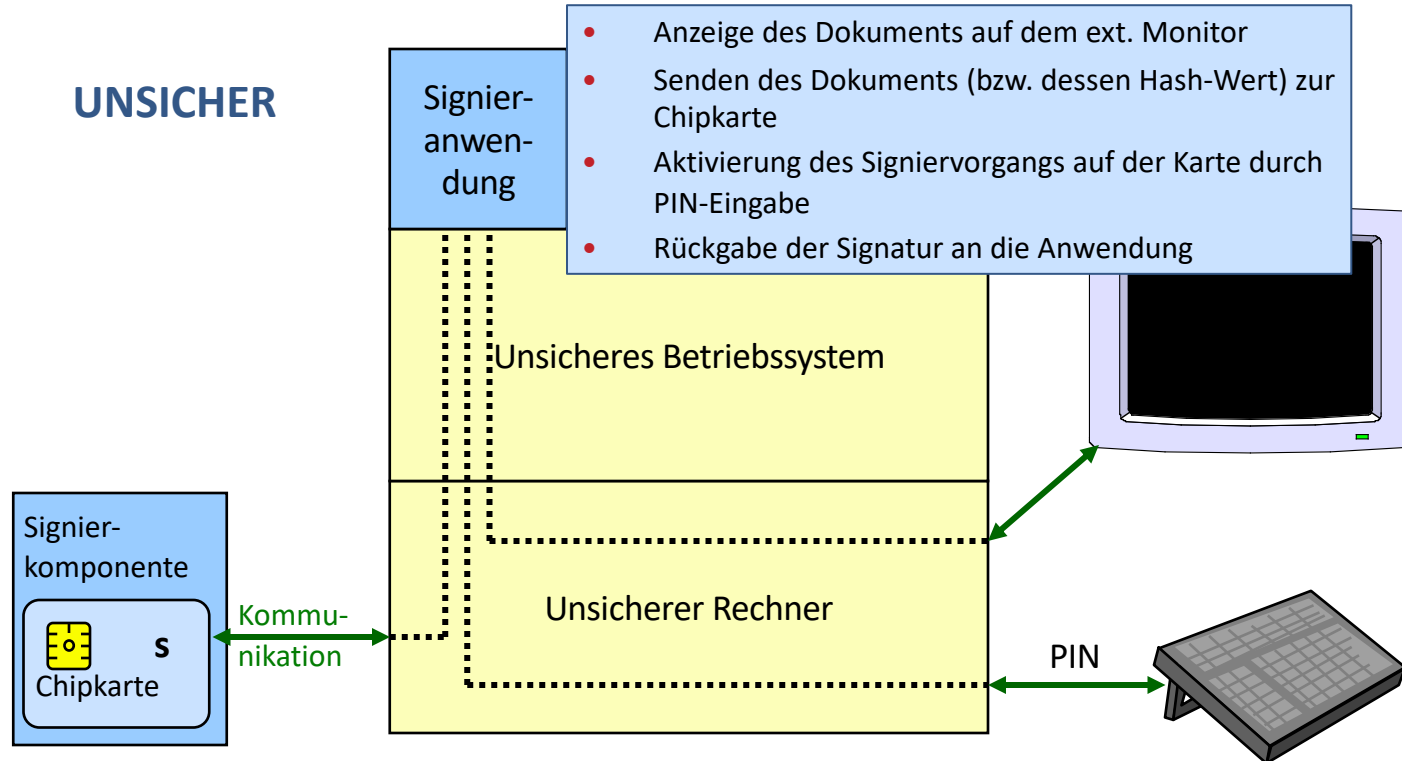 UNSICHER
Signier-
anwen-
dung
• Anzeige des Dokuments auf dem ext. Monitor
• Senden des Dokuments (bzw. dessen Hash-Wert) zur
Chipkarte
• Aktivierung des Signiervorgangs auf der Karte durch
PIN-Eingabe
• Rückgabe der Signatur an die Anwendung
Unsicheres Betriebssystem
Signier-
komponente
s
Chipkarte
Kommu-
nikation
Unsicherer Rechner
PIN